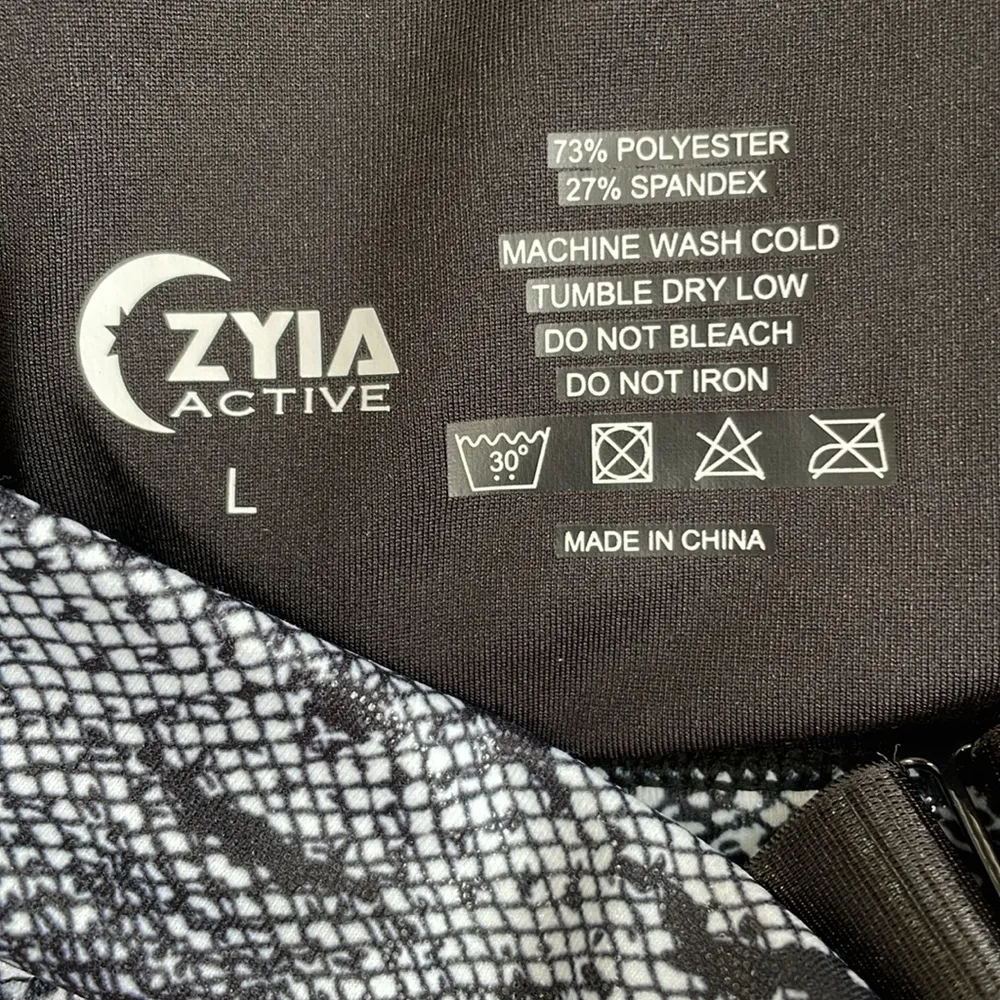 ZYIA
ACTIVE
L
73% POLYESTER
27% SPANDEX
MACHINE WASH COLD
TUMBLE DRY LOW
DO NOT BLEACH
DO NOT IRON
30°
MADE IN CHINA